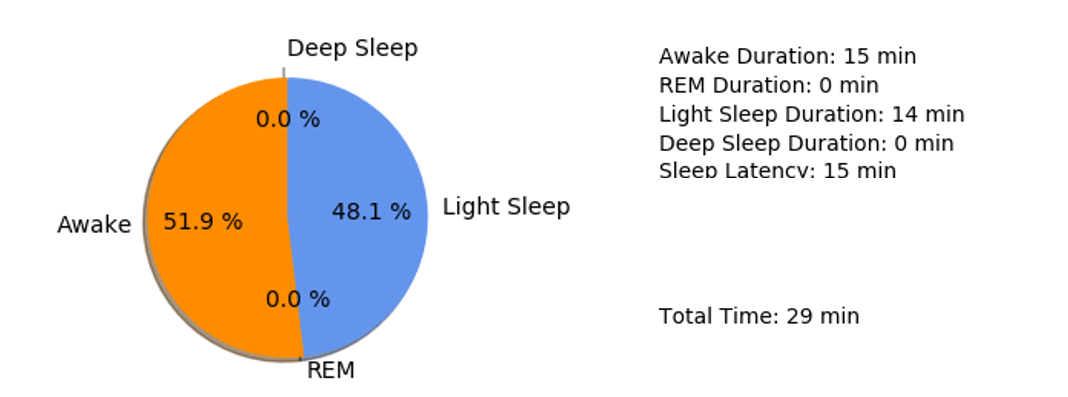 Deep Sleep
0.0 %
Awake
51.9 %
48.1 %
Light Sleep
0.0 %
REM
Awake Duration: 15 min
REM Duration: 0 min
Light Sleep Duration: 14 min
Deep Sleep Duration: 0 min
Sleep Latency: 15 min
Total Time: 29 min